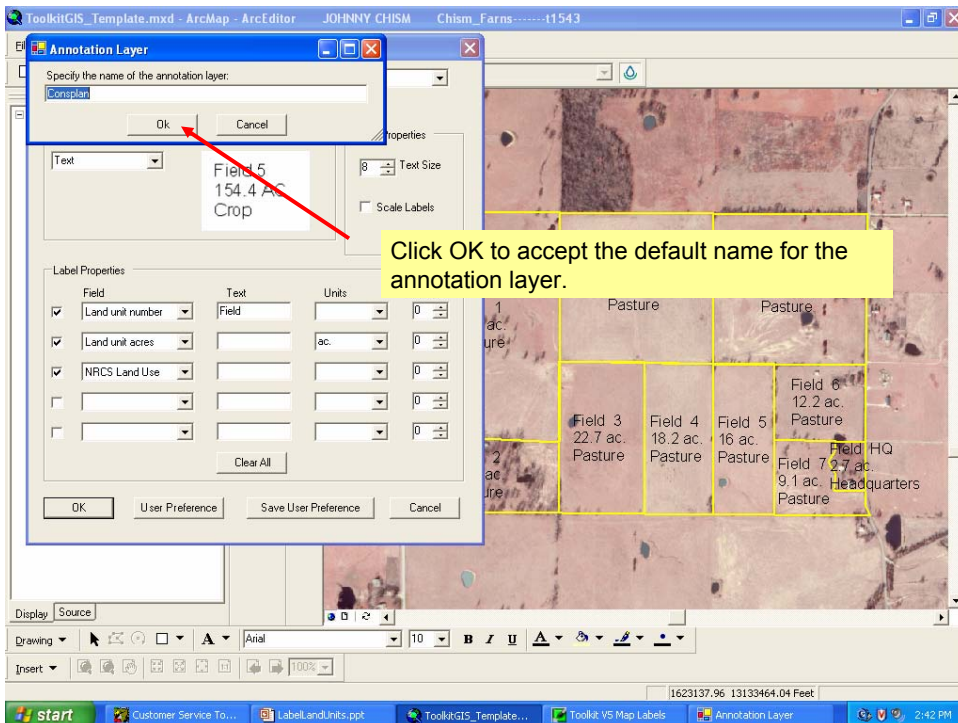 ToolkitGIS_Template.mxd - ArcMap - ArcEditor JOHNNY CHISM Chism_Farns-------t1543
Annotation Layer
Specify the name of the annotation layer:
Consplan
Ok Cancel
Properties
Text
Field 5
154.4 AC
Crop
8 Text Size
Scale Labels
Click OK to accept the default name for the
annotation layer.
Label Properties
Field Text Units
Land unit number Field 0
Land unit acres ac. 0
NRCS Land Use 0
0
0
Clear All
OK User Preference Save User Preference Cancel
1
ac.
ure
Pasture
Pasture
2
ac
ure
Field 3
22.7 ac.
Pasture
Field 4
18.2 ac.
Pasture
Field 5
16 ac.
Pasture
Field 6
12.2 ac.
Pasture
Field 7
9.1 ac.
Pasture
Field HQ
2.7 ac.
Headquarters
Display Source
Drawing A Arial 10 B I U A
Insert 100%
1623137.96 13133464.04 Feet
start Customer Service To... LabelLandUnits.ppt ToolkitGIS_Template... Toolkit V5 Map Labels Annotation Layer 2:42 PM